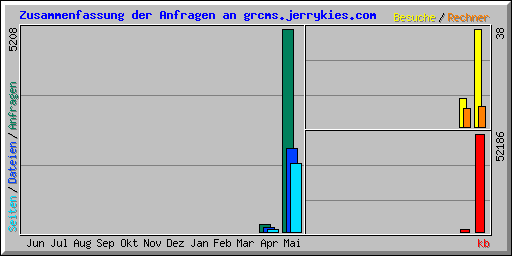 Zusammenfassung der Anfragen an grcms.jerrykies.com
Besuche / Rechner
5208
38
Seiten / Dateien / Anfragen
52186
Jun Jul Aug Sep Okt Nov Dez Jan Feb Mar Apr Mai
kb